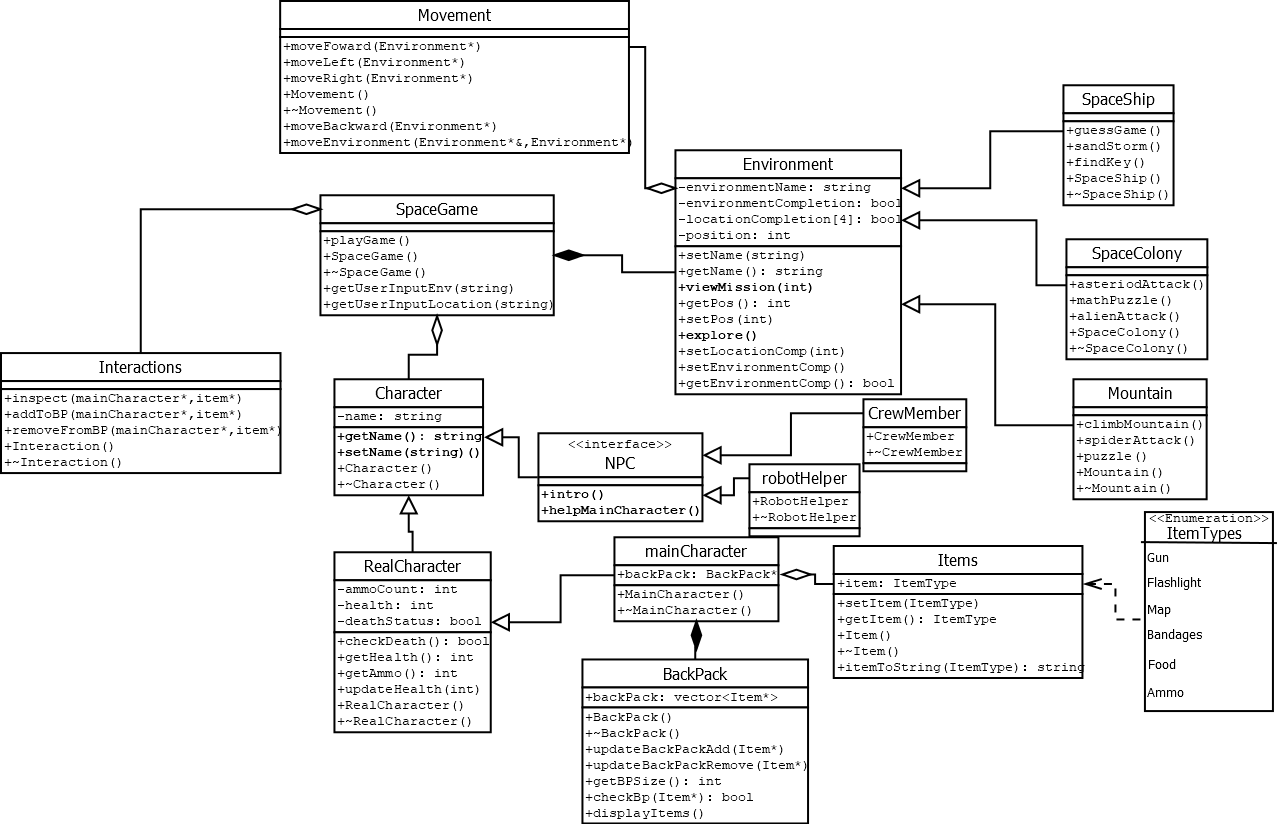 Movement
+moveFoward(Environment*)
+moveLeft(Environment*)
+moveRight(Environment*)
+Movement()
+~Movement()
+moveBackward(Environment*)
+moveEnvironment(Environment*&,Environment*)
SpaceShip
+guessGame()
+sandStorm()
+findKey()
+SpaceShip()
+~SpaceShip()
Environment
-environmentName: string
-environmentCompletion: bool
-locationCompletion[4]: bool
-position: int
+setName(string)
+getName(): string
+viewMission(int)
+getPos(): int
+setPos(int)
+explore()
+setLocationComp(int)
+setEnvironmentComp()
+getEnvironmentComp(): bool
SpaceGame
+playGame()
+SpaceGame()
+~SpaceGame()
+getUserInputEnv(string)
+getUserInputLocation(string)
SpaceColony
+asteriodAttack()
+mathPuzzle()
+alienAttack()
+SpaceColony()
+~SpaceColony()
Interactions
+inspect(mainCharacter*,item*)
+addToBP(mainCharacter*,item*)
+removeFromBP(mainCharacter*,item*)
+Interaction()
+~Interaction()
Character
-name: string
+getName(): string
+setName(string)()
+Character()
+~Character()
Mountain
+climbMountain()
+spiderAttack()
+puzzle()
+Mountain()
+~Mountain()
CrewMember
+CrewMember
+~CrewMember
<<interface>>
NPC
+intro()
+helpMainCharacter()
robotHelper
+RobotHelper
+~RobotHelper
<<Enumeration>>
ItemTypes
Gun
Flashlight
Map
Bandages
Food
Ammo
RealCharacter
-ammoCount: int
-health: int
-deathStatus: bool
+checkDeath(): bool
+getHealth(): int
+getAmmo(): int
+updateHealth(int)
+RealCharacter()
+~RealCharacter()
mainCharacter
+backPack: BackPack*
+MainCharacter()
+~MainCharacter()
Items
+item: ItemType
+setItem(ItemType)
+getItem(): ItemType
+Item()
+~Item()
+itemToString(ItemType): string
BackPack
+backPack: vector<Item*>
+BackPack()
+~BackPack()
+updateBackPackAdd(Item*)
+updateBackPackRemove(Item*)
+getBPSize(): int
+checkBp(Item*): bool
+displayItems()